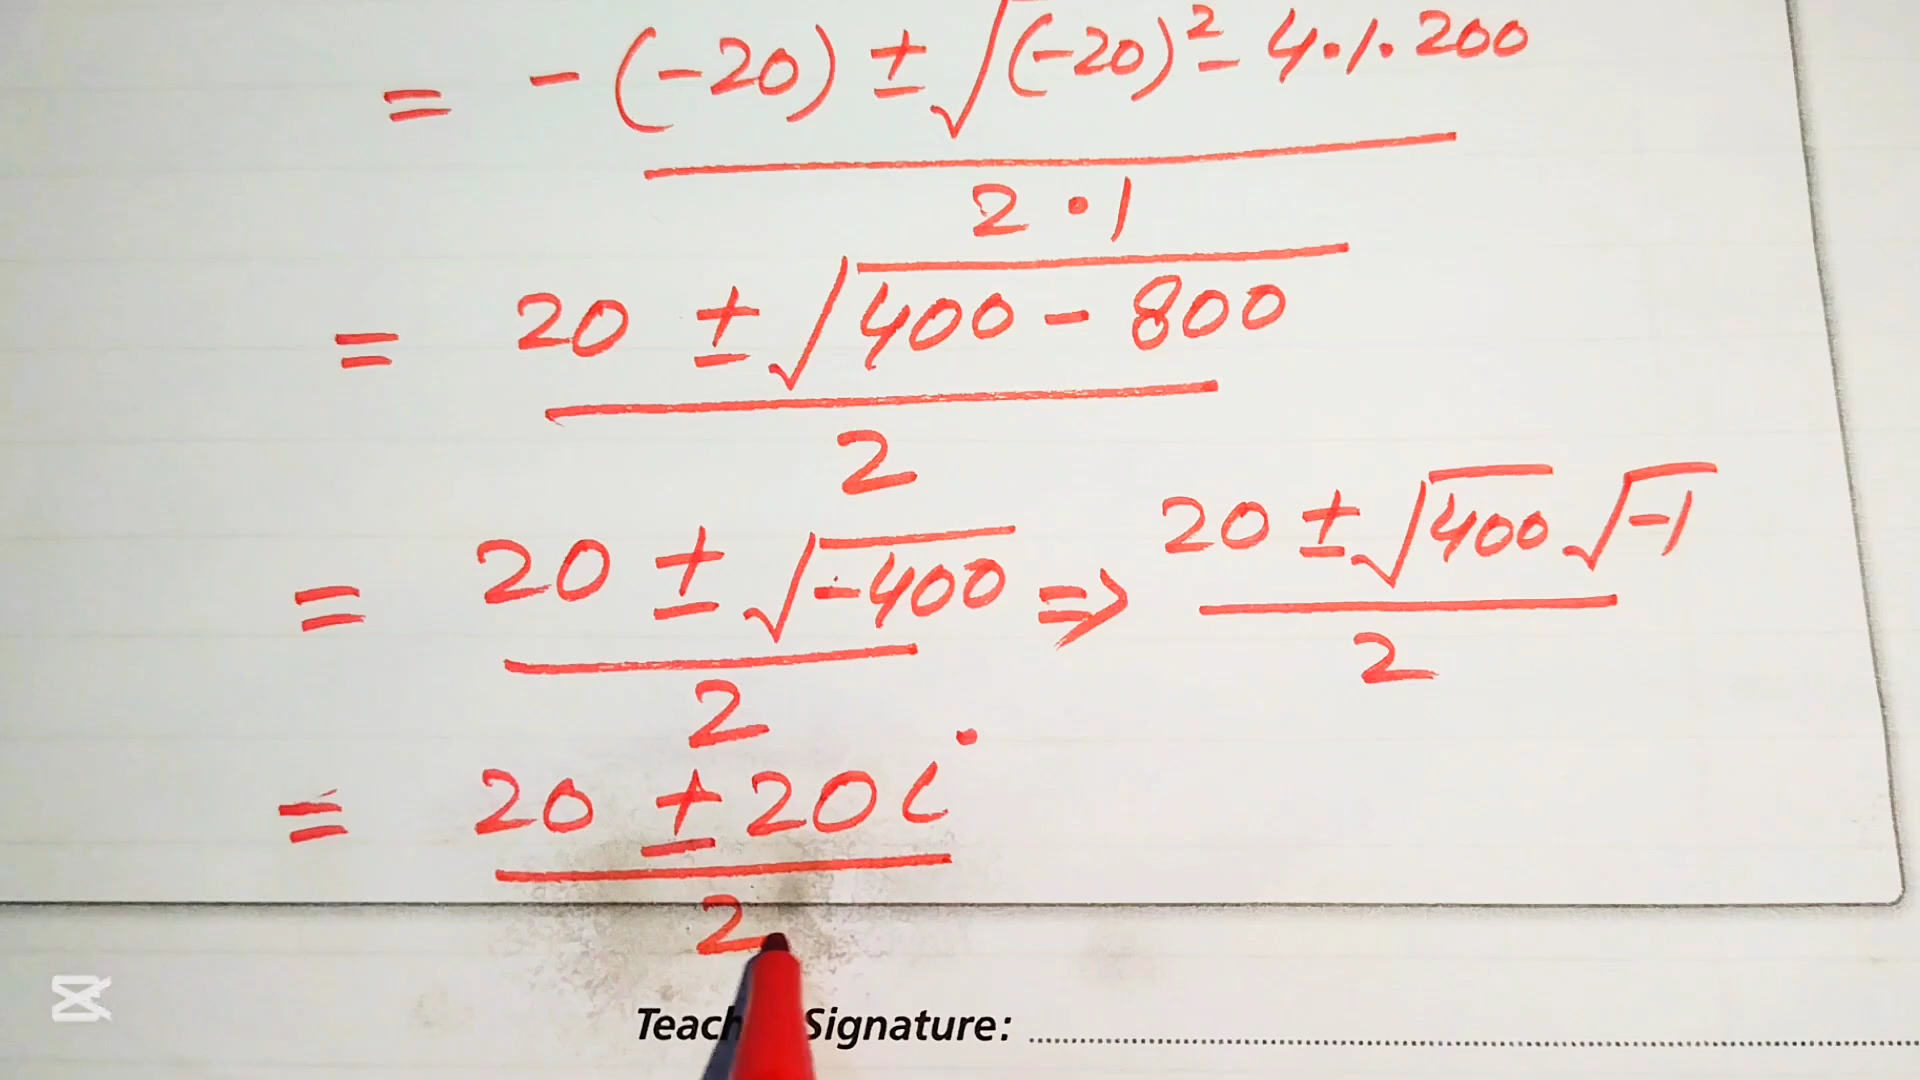 = -(-20) ± √(-20)² - 4·1·200
2·1
= 20 ± √400 - 800
2
= 20 ± √-400 => 20 ± √400 √-1
2 2
= 20 ± 20i
2
Signature: ........................